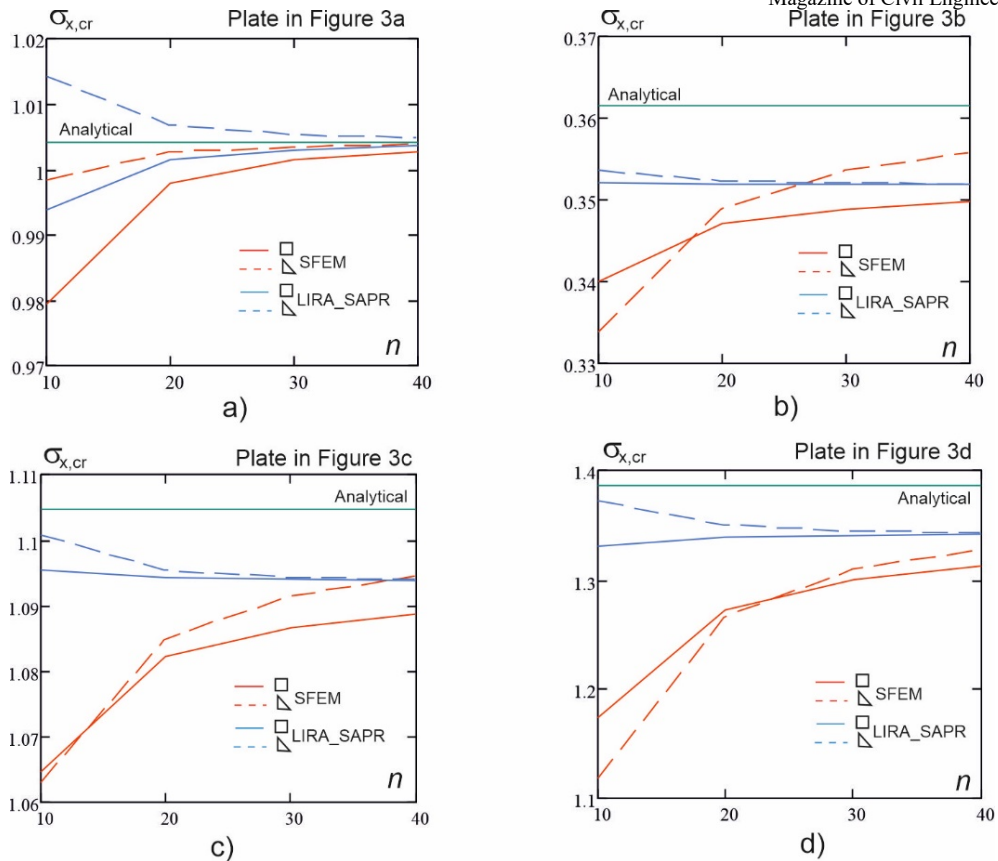 Magazine of Civil Enginee
σx,cr Plate in Figure 3a
1.02
1.01
Analytical
1
0.99
SFEM
LIRA_SAPR
0.98
n
0.97
10 20 30 40
a)
σx,cr Plate in Figure 3b
0.37
Analytical
0.36
0.35
SFEM
0.34
LIRA_SAPR
n
0.33
10 20 30 40
b)
σx,cr Plate in Figure 3c
1.11
Analytical
1.1
1.090
1.08
SFEM
LIRA_SAPR
1.07
n
1.06
10 20 30 40
c)
σx,cr Plate in Figure 3d
1.4
Analytical
1.3
1.2
SFEM
LIRA_SAPR
n
1.1
10 20 30 40
d)